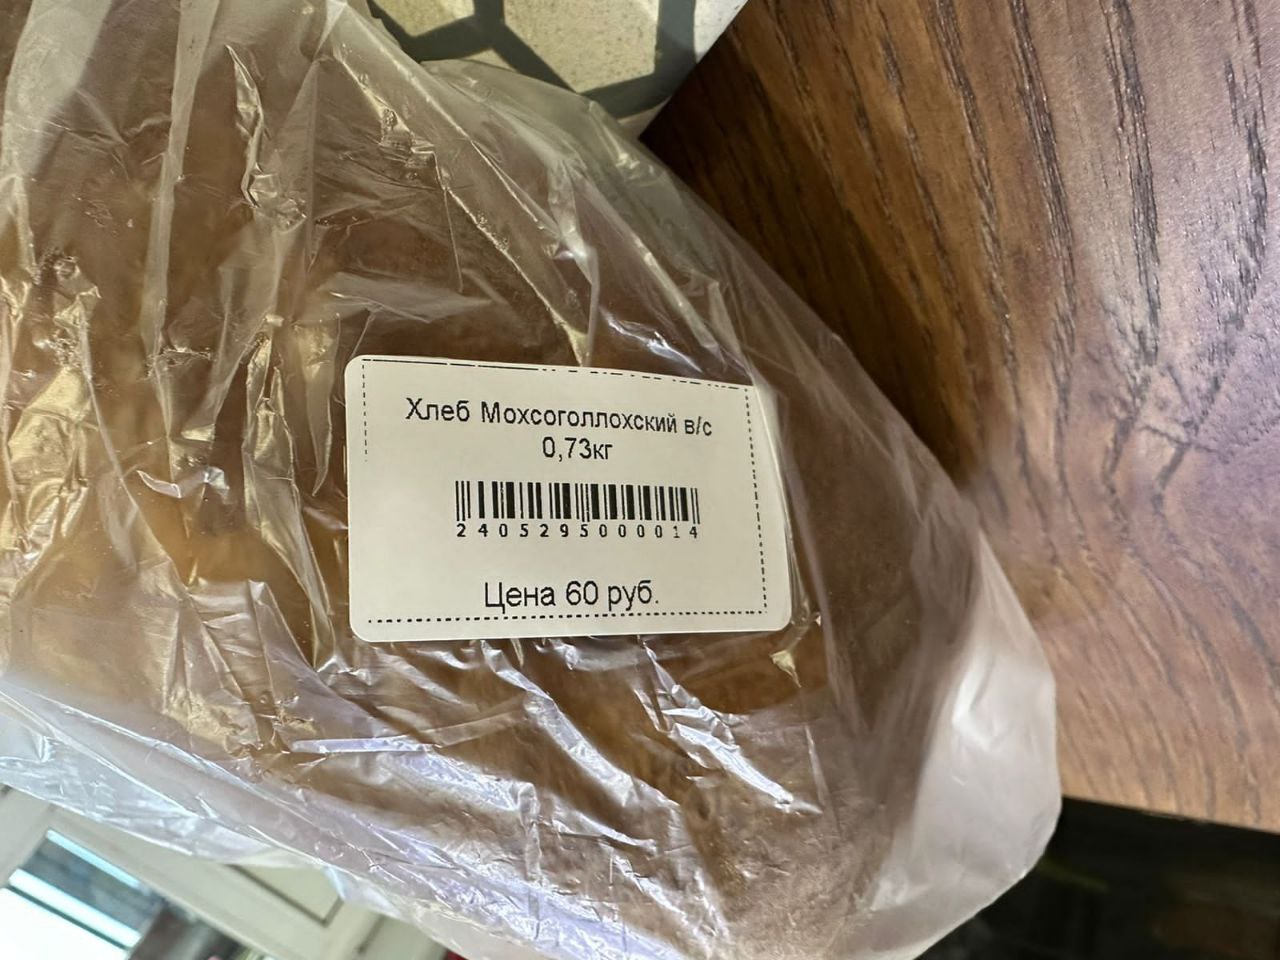 Хлеб Мохсоголлохский в/с
0,73кг
2405295000014
Цена 60 руб.